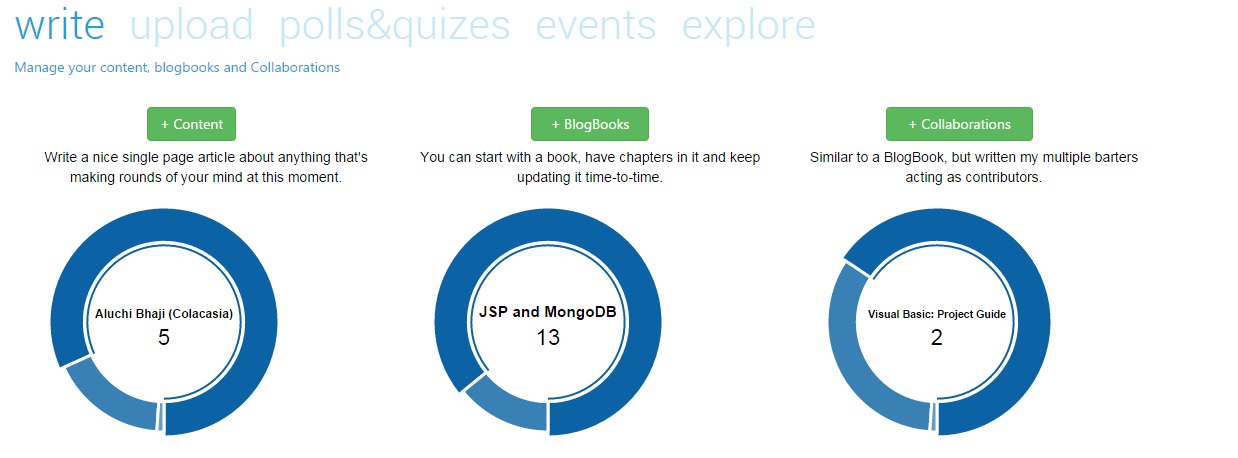 write upload polls&quizes events explore
Manage your content, blogbooks and Collaborations
+ Content
Write a nice single page article about anything that's
making rounds of your mind at this moment.
Aluchi Bhaji (Colacasia)
5
+ BlogBooks
You can start with a book, have chapters in it and keep
updating it time-to-time.
JSP and MongoDB
13
+ Collaborations
Similar to a BlogBook, but written my multiple barters
acting as contributors.
Visual Basic: Project Guide
2